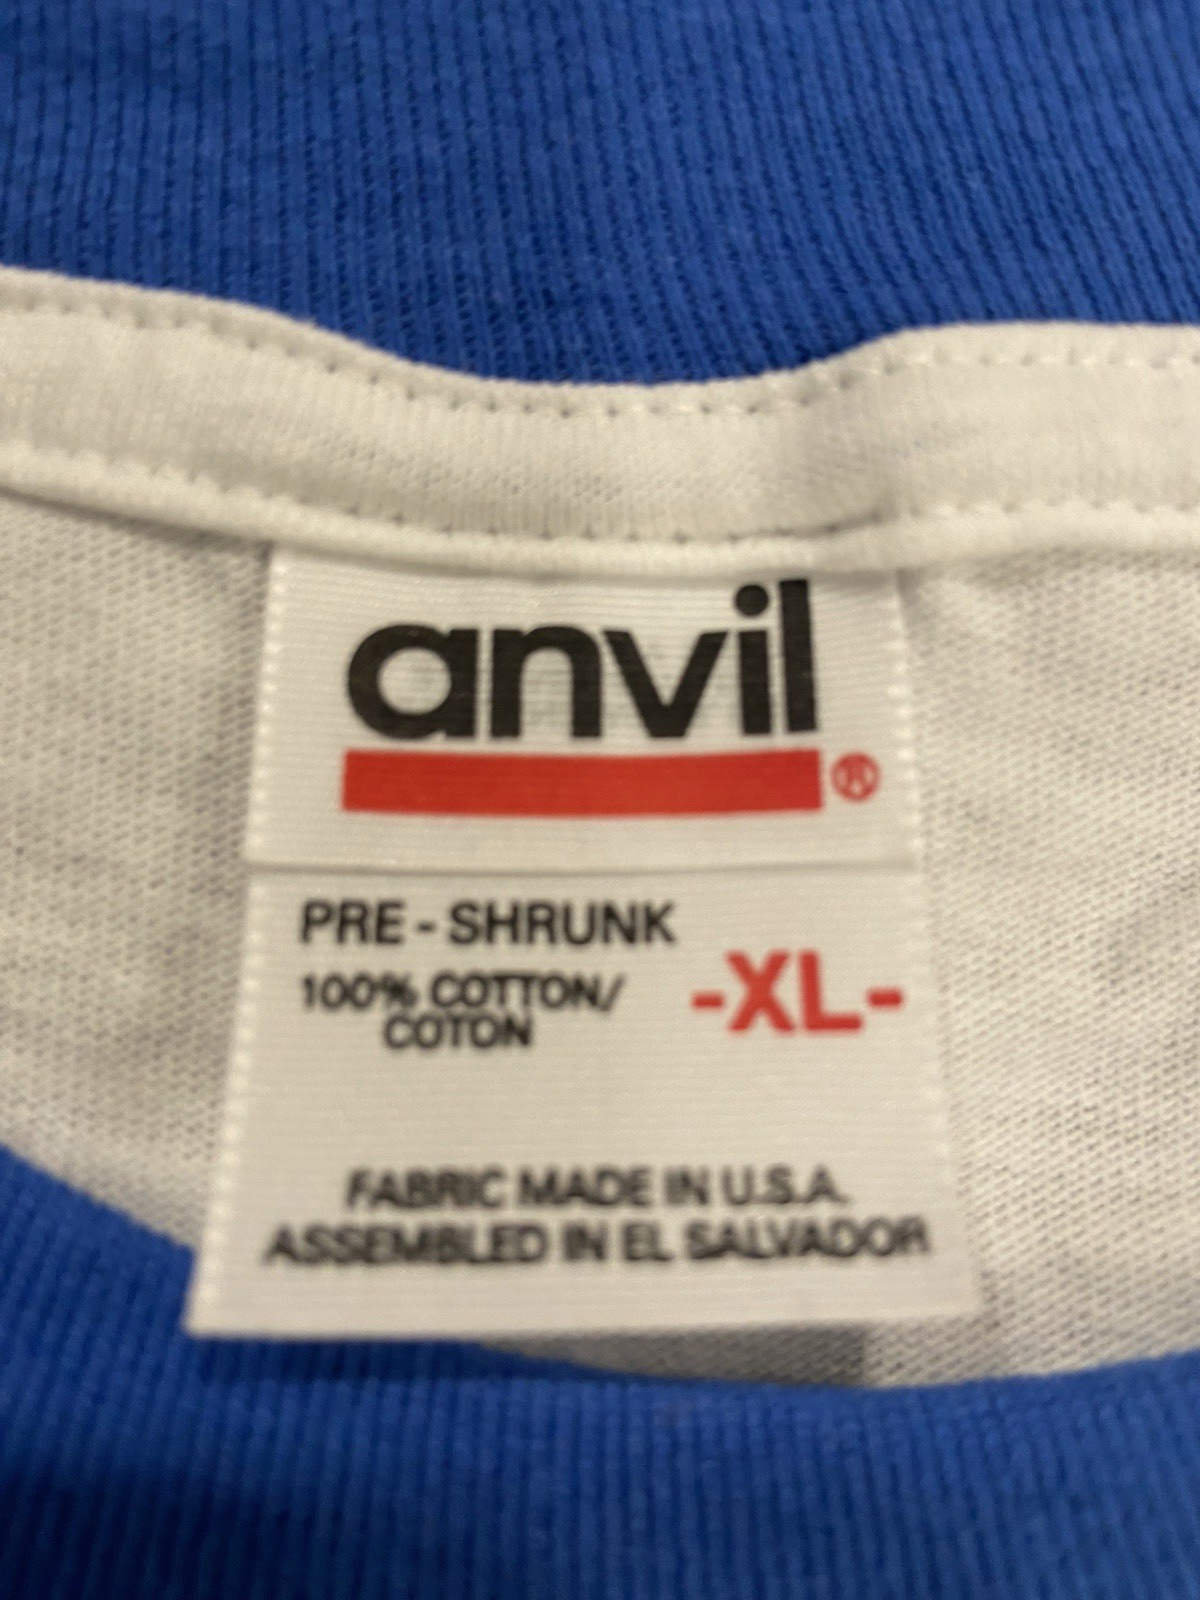 anvil®
PRE - SHRUNK
100% COTTON/
COTON
-XL-
FABRIC MADE IN U.S.A.
ASSEMBLED IN EL SALVADOR